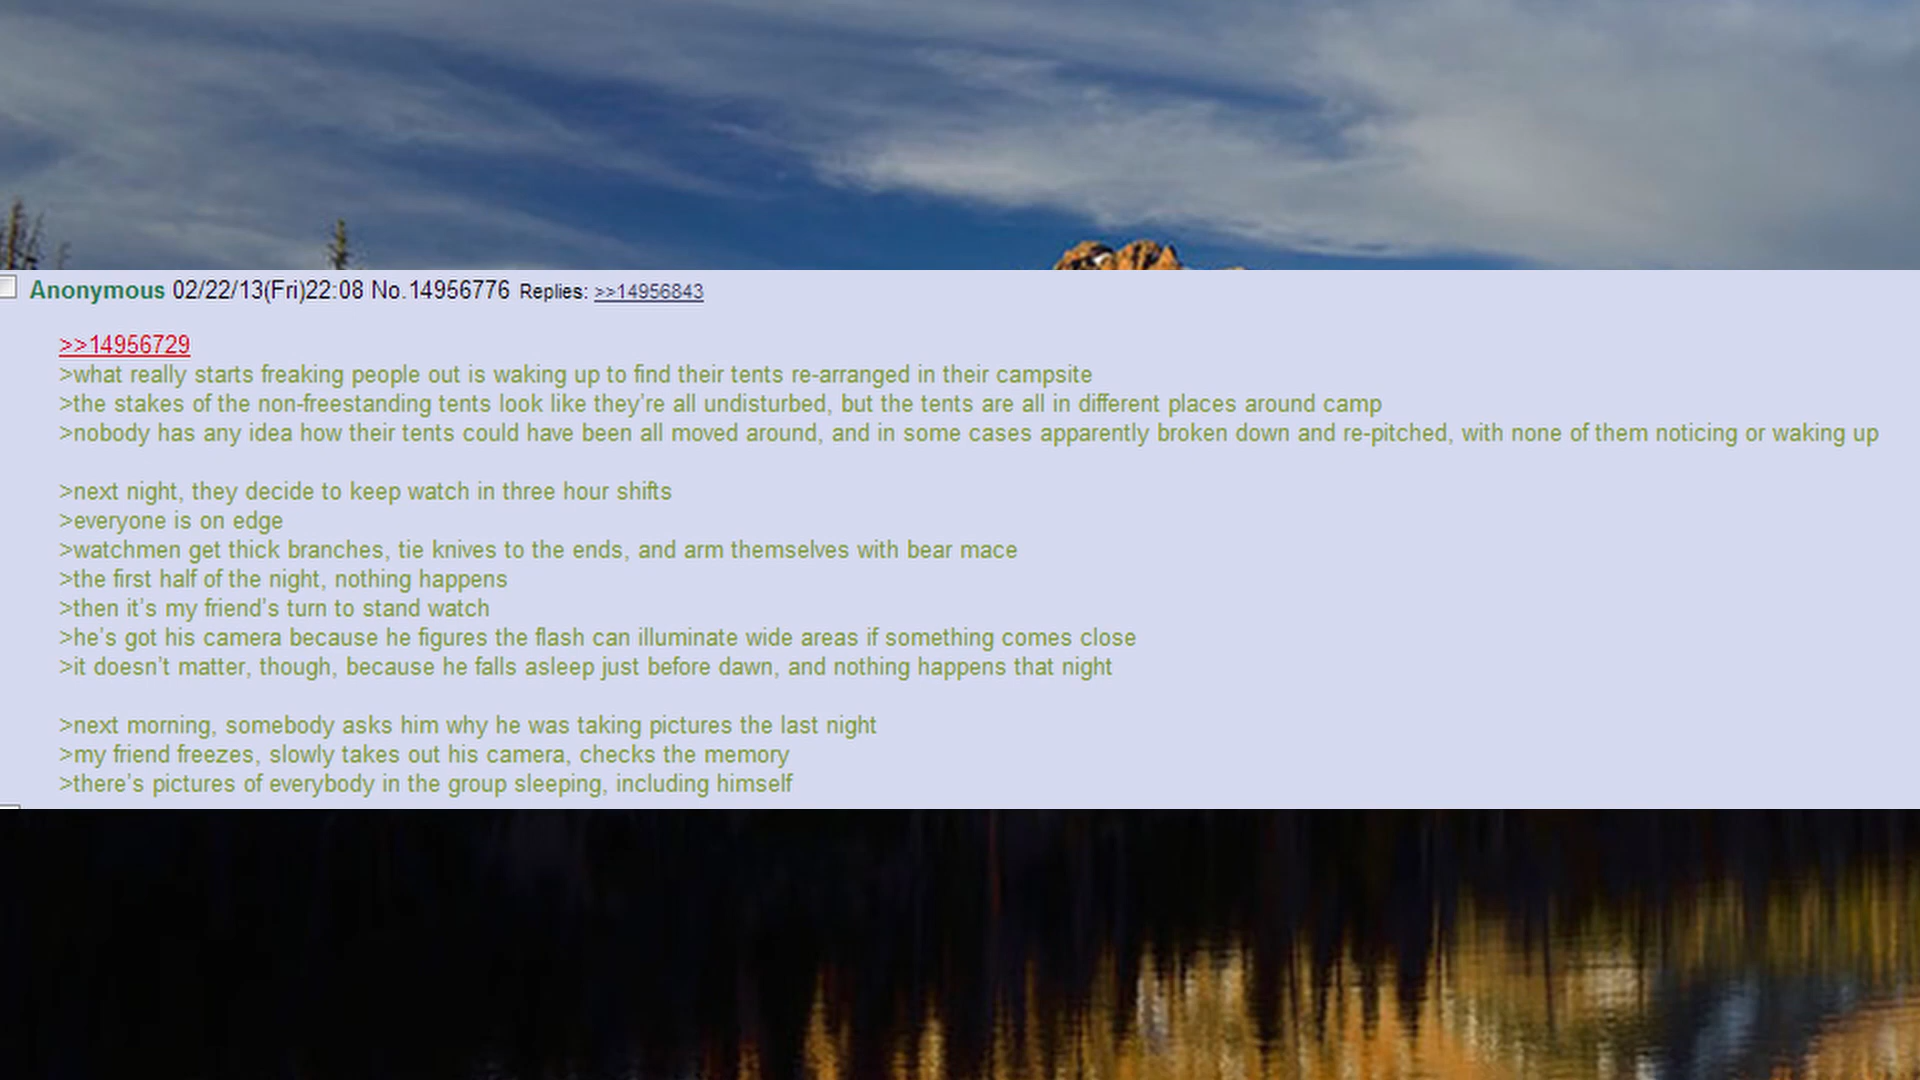 Anonymous 02/22/13(Fri)22:08 No.14956776 Replies: >>14956843
>>14956729
>what really starts freaking people out is waking up to find their tents re-arranged in their campsite
>the stakes of the non-freestanding tents look like they're all undisturbed, but the tents are all in different places around camp
>nobody has any idea how their tents could have been all moved around, and in some cases apparently broken down and re-pitched, with none of them noticing or waking up
>next night, they decide to keep watch in three hour shifts
>everyone is on edge
>watchmen get thick branches, tie knives to the ends, and arm themselves with bear mace
>the first half of the night, nothing happens
>then it's my friend's turn to stand watch
>he's got his camera because he figures the flash can illuminate wide areas if something comes close
>it doesn't matter, though, because he falls asleep just before dawn, and nothing happens that night
>next morning, somebody asks him why he was taking pictures the last night
>my friend freezes, slowly takes out his camera, checks the memory
>there's pictures of everybody in the group sleeping, including himself